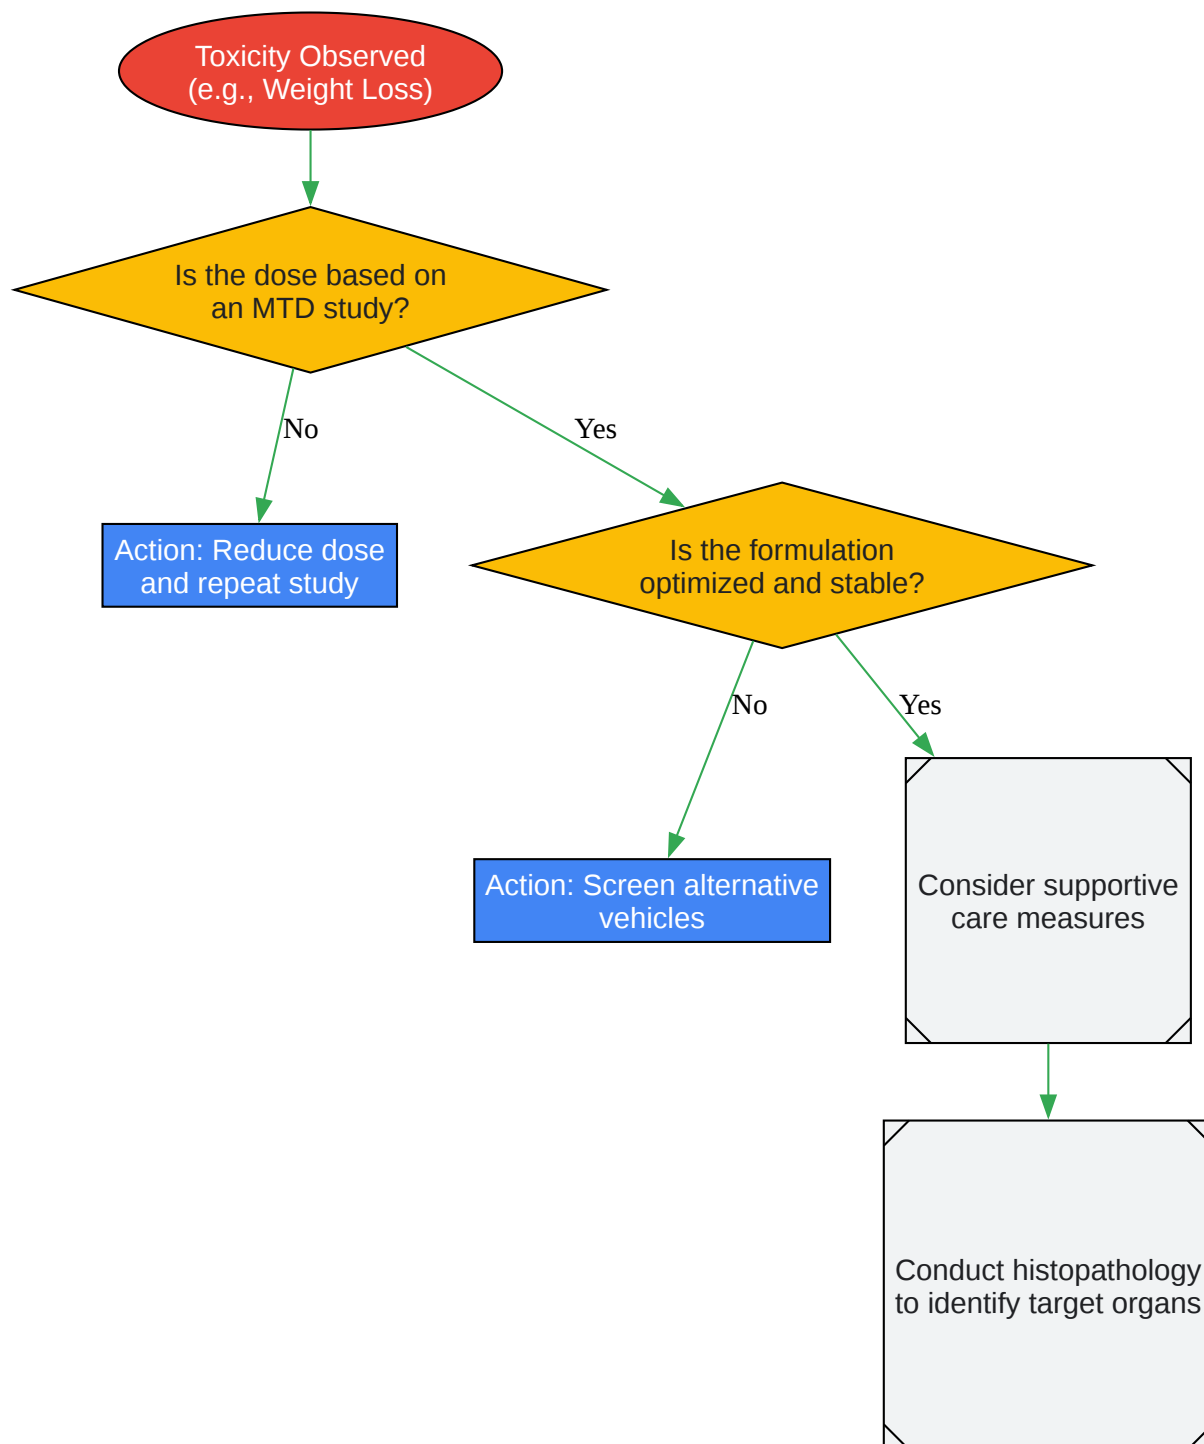 Toxicity Observed
(e.g., Weight Loss)
Is the dose based on
an MTD study?
No
Yes
Action: Reduce dose
and repeat study
Is the formulation
optimized and stable?
No
Yes
Action: Screen alternative
vehicles
Consider supportive
care measures
Conduct histopathology
to identify target organs